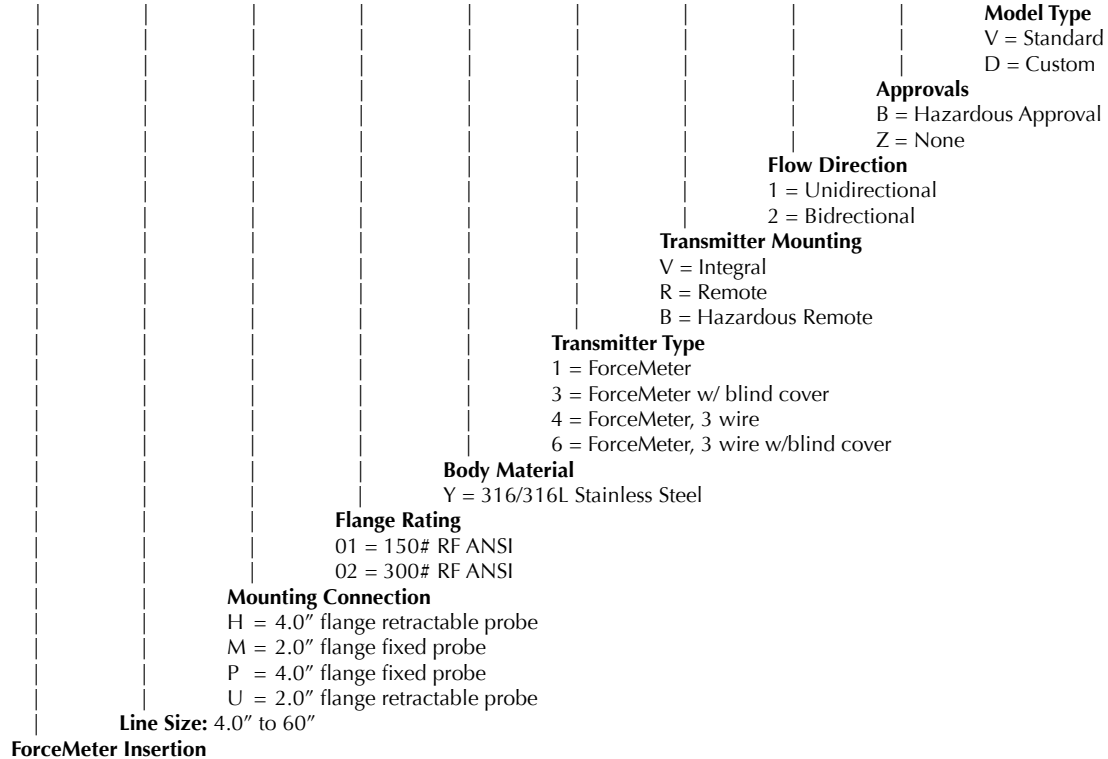 Model Type
V = Standard
D = Custom
Approvals
B = Hazardous Approval
Z = None
Flow Direction
1 = Unidirectional
2 = Bidrectional
Transmitter Mounting
V = Integral
R = Remote
B = Hazardous Remote
Transmitter Type
1 = ForceMeter
3 = ForceMeter w/ blind cover
4 = ForceMeter, 3 wire
6 = ForceMeter, 3 wire w/blind cover
Body Material
Y = 316/316L Stainless Steel
Flange Rating
01 = 150# RF ANSI
02 = 300# RF ANSI
Mounting Connection
H = 4.0″ flange retractable probe
M = 2.0″ flange fixed probe
P = 4.0″ flange fixed probe
U = 2.0″ flange retractable probe
Line Size: 4.0″ to 60″
ForceMeter Insertion